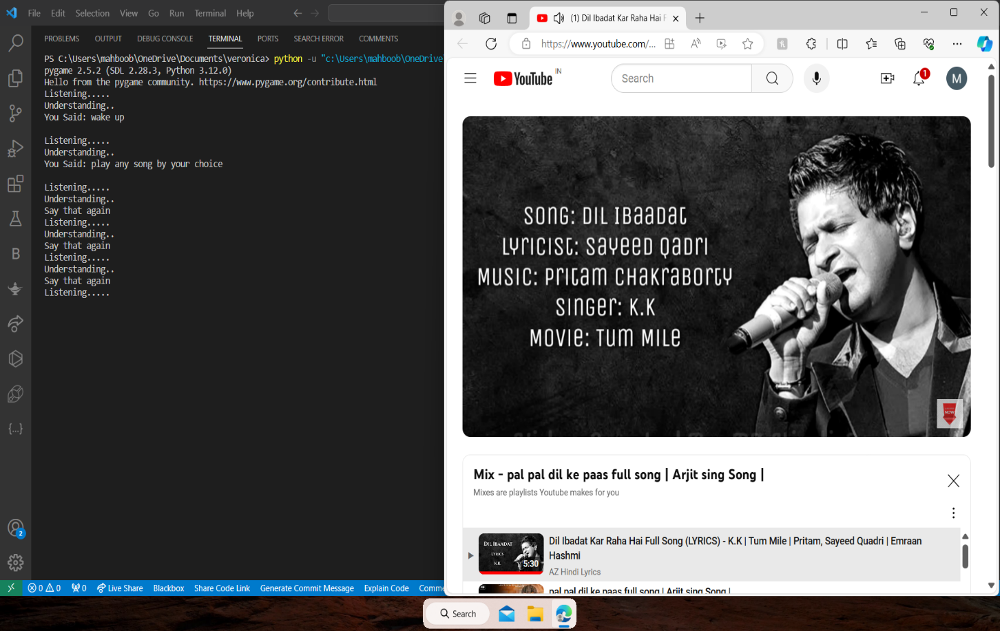 File Edit Selection View Go Run Terminal Help
PROBLEMS OUTPUT DEBUG CONSOLE TERMINAL PORTS SEARCH ERROR COMMENTS
PS C:\Users\mahboob\OneDrive\Documents\veronica> python -u "c:\Users\mahboob\OneDrive
pygame 2.5.2 (SDL 2.28.3, Python 3.12.0)
Hello from the pygame community. https://www.pygame.org/contribute.html
Listening.....
Understanding..
You Said: wake up
Listening.....
Understanding..
You Said: play any song by your choice
Listening.....
Understanding..
Say that again
Listening.....
Understanding..
Say that again
Listening.....
Understanding..
Say that again
Listening.....
B
{...}
2
0 0 0 Live Share Blackbox Share Code Link Generate Commit Message Explain Code Comme
(1) Dil Ibadat Kar Raha Hai F
https://www.youtube.com/...
YouTube IN
Search
1
M
SONG: DIL IBAADAT
LYRICIST: SAYEED QADRI
MUSIC: PRITAM CHAKRABORTY
SINGER: K.K
MOVIE: TUM MILE
NOW
Mix - pal pal dil ke paas full song | Arjit sing Song |
Mixes are playlists Youtube makes for you
DIL IBAADAT
LYRICS
K.K
5:30
Dil Ibadat Kar Raha Hai Full Song (LYRICS) - K.K | Tum Mile | Pritam, Sayeed Quadri | Emraan
Hashmi
AZ Hindi Lyrics
pal pal dil ke paas full song | Arjit sing Song |
Search